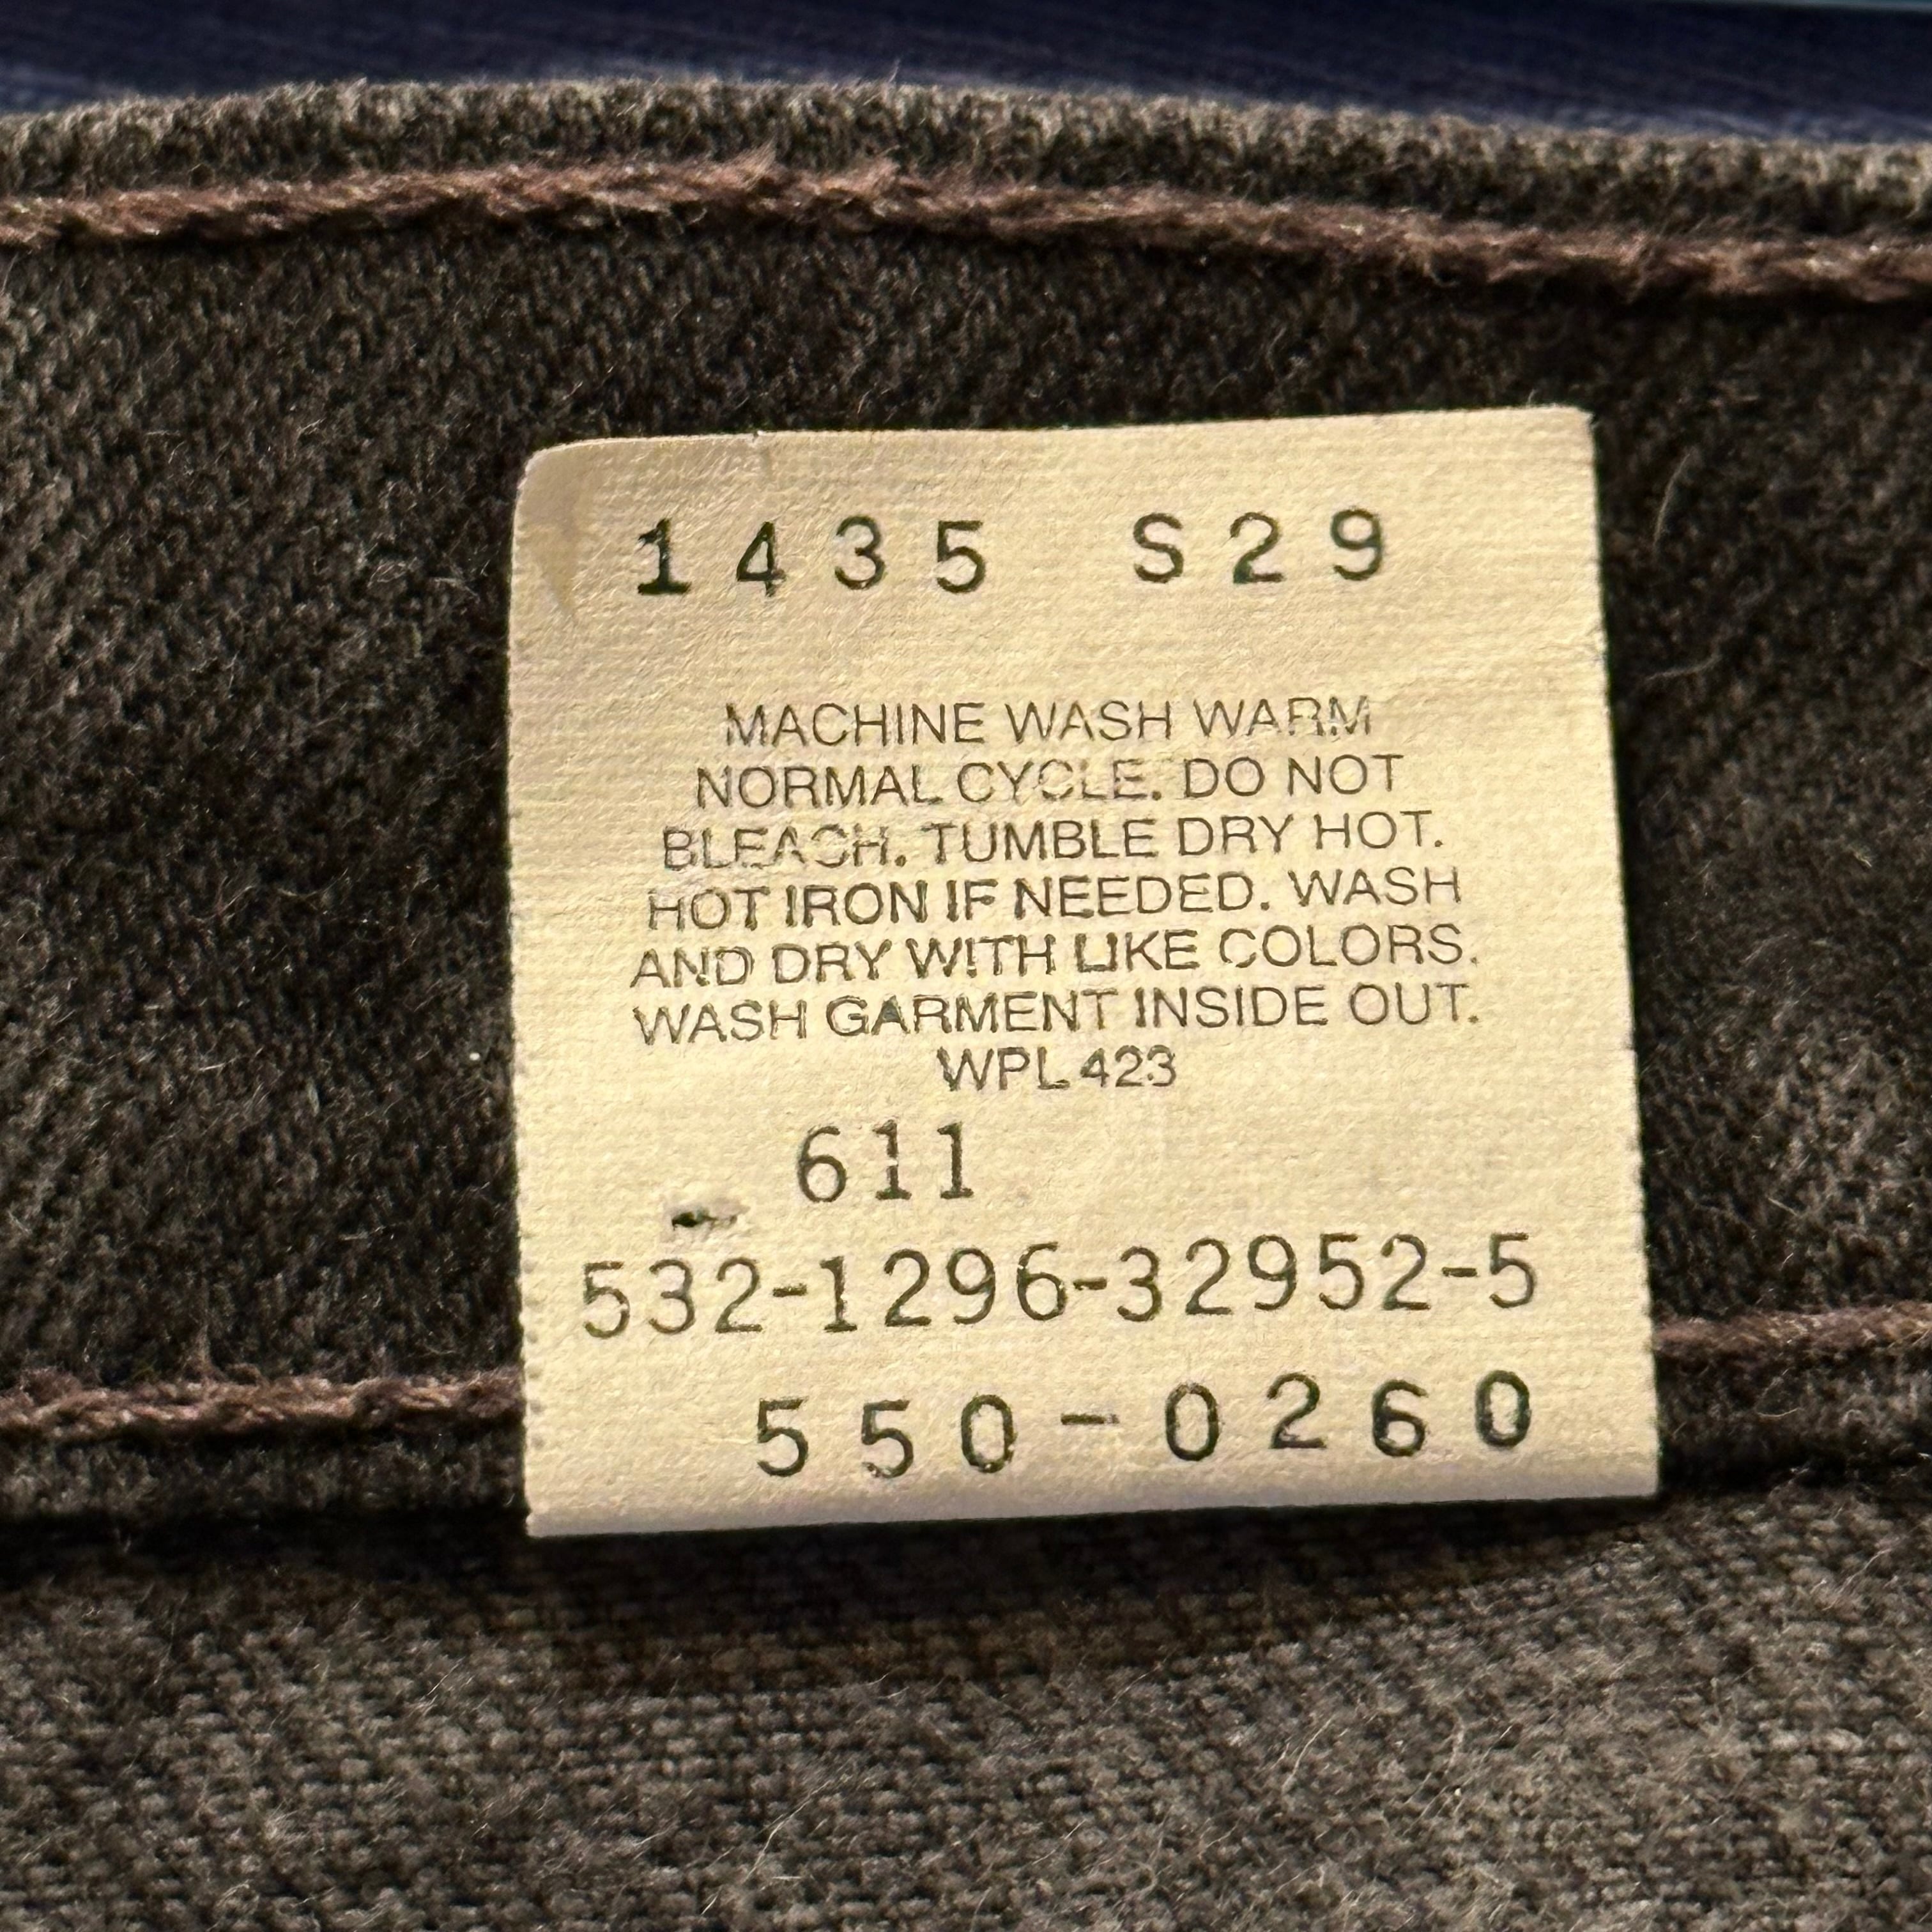 1435 S29
MACHINE WASH WARM
NORMAL CYCLE. DO NOT
BLEACH. TUMBLE DRY HOT.
HOT IRON IF NEEDED. WASH
AND DRY WITH LIKE COLORS.
WASH GARMENT INSIDE OUT.
WPL 423
611
532-1296-32952-5
550-0260